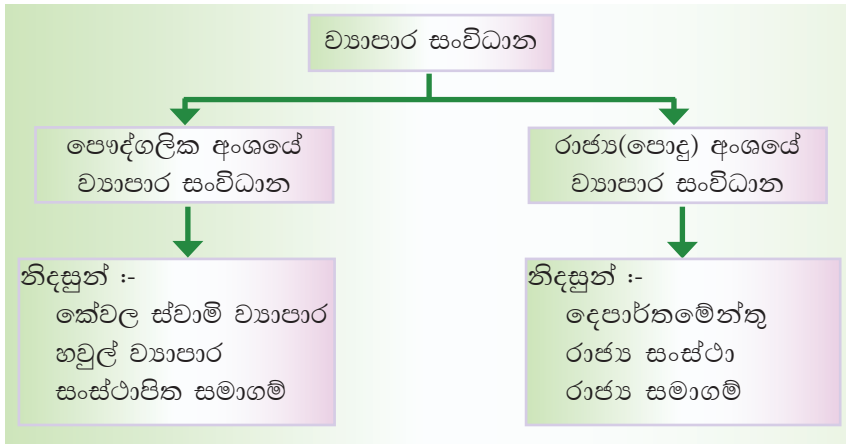 ව්‍යාපාර සංවිධාන
පෞද්ගලික අංශයේ
ව්‍යාපාර සංවිධාන
රාජ්‍ය(පොදු) අංශයේ
ව්‍යාපාර සංවිධාන
නිදසුන් :-
කේවල ස්වාමි ව්‍යාපාර
හවුල් ව්‍යාපාර
සංස්ථාපිත සමාගම්
නිදසුන් :-
දෙපාර්තමේන්තු
රාජ්‍ය සංස්ථා
රාජ්‍ය සමාගම්